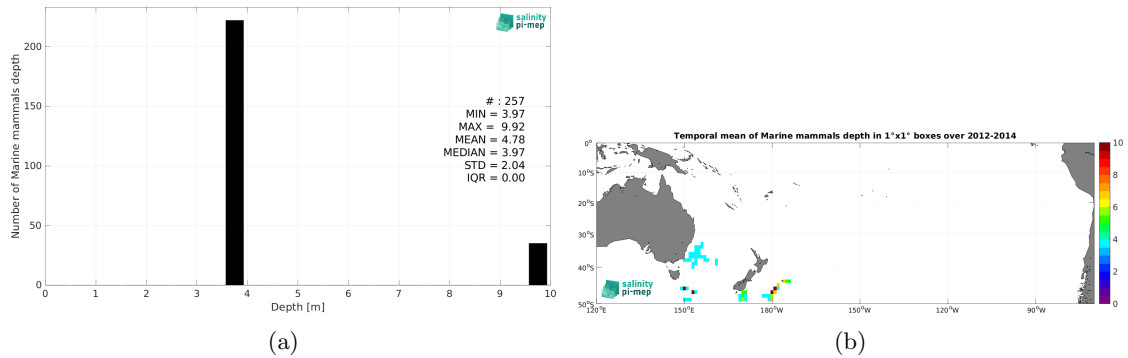 salinity
pi-mep
Number of Marine mammals depth
200
150
100
50
0
# : 257
MIN = 3.97
MAX = 9.92
MEAN = 4.78
MEDIAN = 3.97
STD = 2.04
IQR = 0.00
0 1 2 3 4 5 6 7 8 9 10
Depth [m]
(a)
Temporal mean of Marine mammals depth in 1°x1° boxes over 2012-2014
0°
10°S
20°S
30°S
40°S
50°S
120°E 150°E 180°W 150°W 120°W 90°W
10
8
6
4
2
0
salinity
pi-mep
(b)